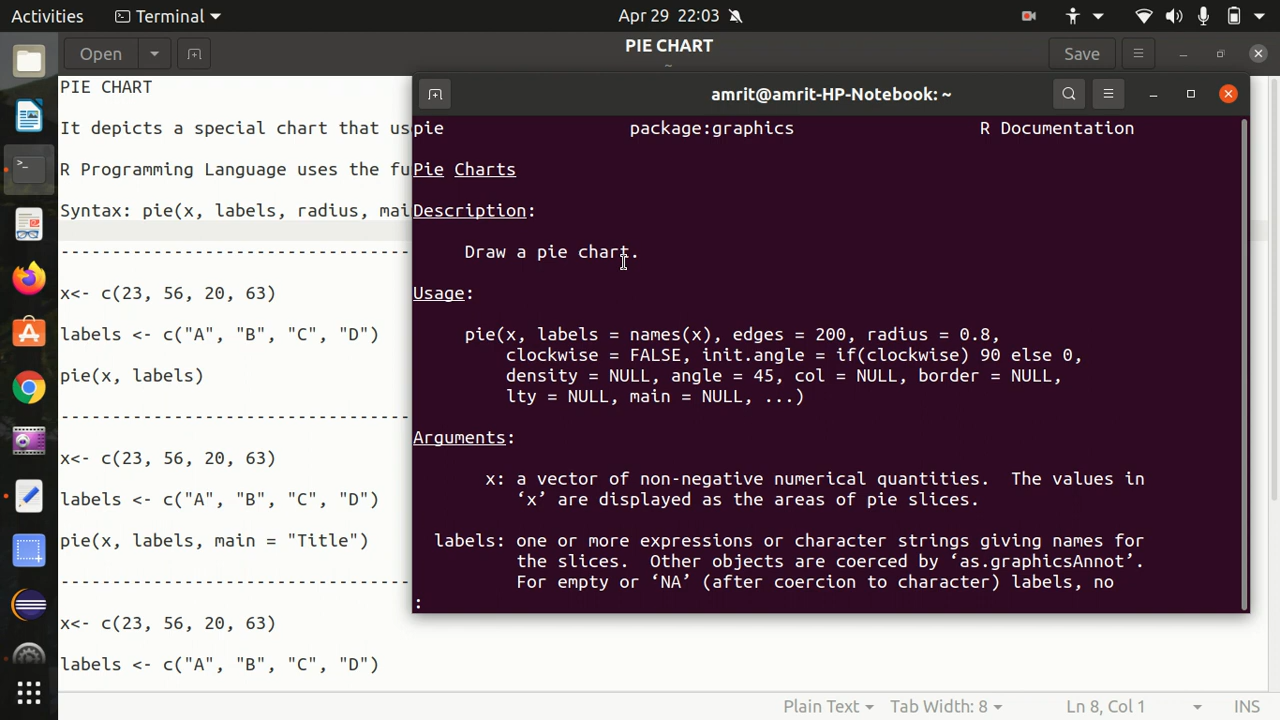 Activities
Terminal
Apr 29 22:03
Open
PIE CHART
~
Save
PIE CHART
It depicts a special chart that us
R Programming Language uses the fu
Syntax: pie(x, labels, radius, mai
----------------------------------
x<- c(23, 56, 20, 63)
labels <- c("A", "B", "C", "D")
pie(x, labels)
----------------------------------
x<- c(23, 56, 20, 63)
labels <- c("A", "B", "C", "D")
pie(x, labels, main = "Title")
----------------------------------
x<- c(23, 56, 20, 63)
labels <- c("A", "B", "C", "D")
amrit@amrit-HP-Notebook: ~
pie package:graphics R Documentation
Pie Charts
Description:
Draw a pie chart.
Usage:
pie(x, labels = names(x), edges = 200, radius = 0.8,
clockwise = FALSE, init.angle = if(clockwise) 90 else 0,
density = NULL, angle = 45, col = NULL, border = NULL,
lty = NULL, main = NULL, ...)
Arguments:
x: a vector of non-negative numerical quantities. The values in
‘x’ are displayed as the areas of pie slices.
labels: one or more expressions or character strings giving names for
the slices. Other objects are coerced by ‘as.graphicsAnnot’.
For empty or ‘NA’ (after coercion to character) labels, no
:
Plain Text
Tab Width: 8
Ln 8, Col 1
INS